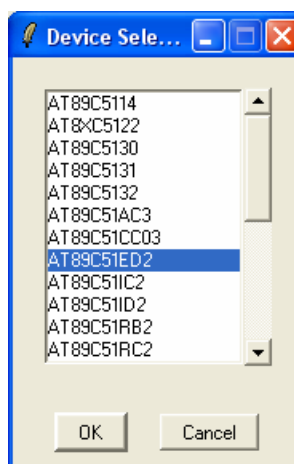 Device Sele...
AT89C5114
AT8XC5122
AT89C5130
AT89C5131
AT89C5132
AT89C51AC3
AT89C51CC03
AT89C51ED2
AT89C51IC2
AT89C51ID2
AT89C51RB2
AT89C51RC2
OK
Cancel